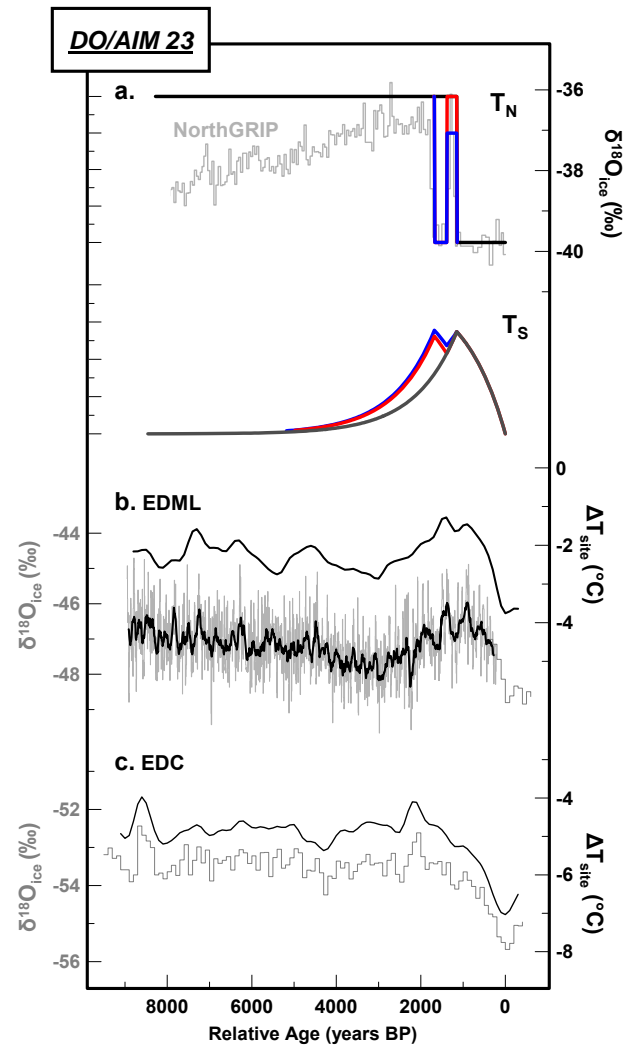 DO/AIM 23
a.
T_N
NorthGRIP
-36
-38
-40
δ¹⁸O_ice (‰)
T_S
0
b. EDML
-44
-46
-48
δ¹⁸O_ice (‰)
-2
-4
ΔT_site (°C)
c. EDC
-52
-54
-56
δ¹⁸O_ice (‰)
-4
-6
-8
ΔT_site (°C)
8000 6000 4000 2000 0
Relative Age (years BP)